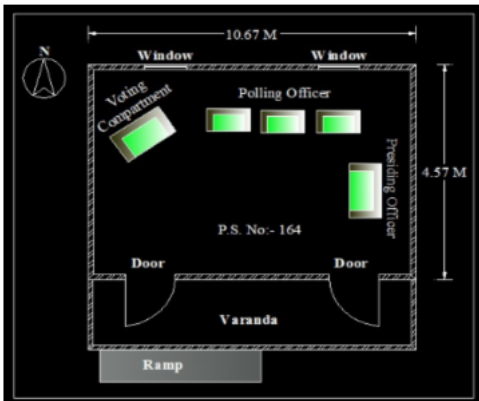 10.67 M
N
Window
Window
Voting
Compartment
Polling Officer
Presiding Officer
4.57 M
P.S. No:- 164
Door
Door
Varanda
Ramp